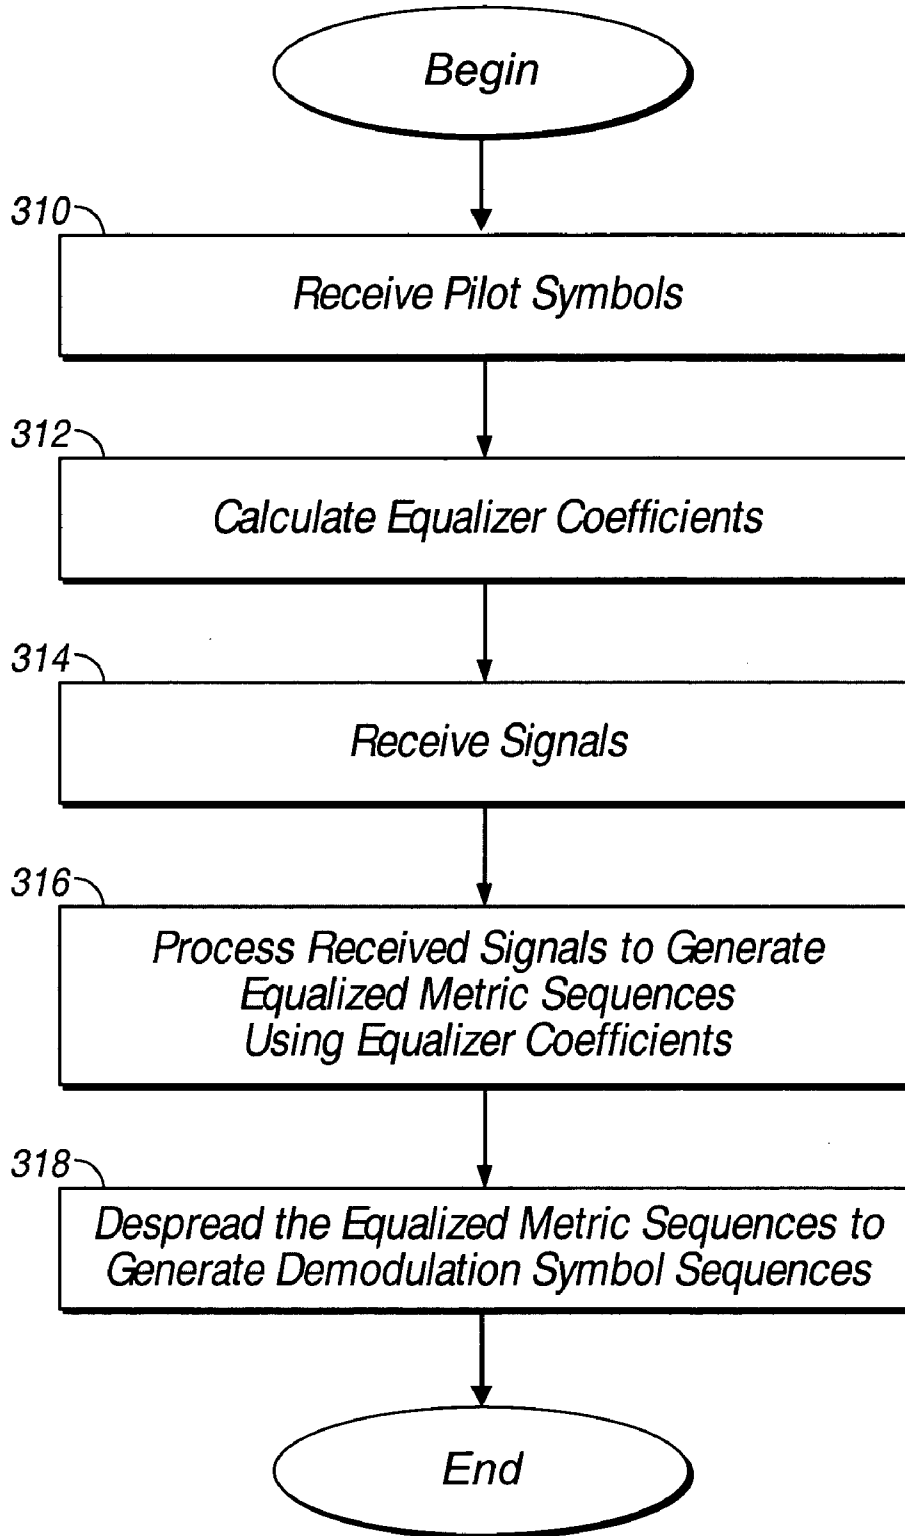 Begin
310
Receive Pilot Symbols
312
Calculate Equalizer Coefficients
314
Receive Signals
316
Process Received Signals to Generate
Equalized Metric Sequences
Using Equalizer Coefficients
318
Despread the Equalized Metric Sequences to
Generate Demodulation Symbol Sequences
End